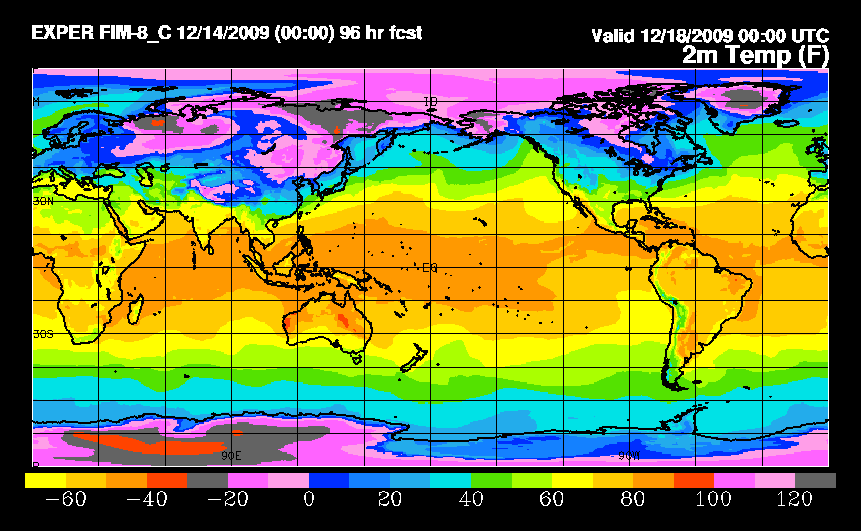 EXPER FIM-8_C 12/14/2009 (00:00) 96 hr fcst
Valid 12/18/2009 00:00 UTC
2m Temp (F)
ID
30N
EQ
30S
90E
90W
-60 -40 -20 0 20 40 60 80 100 120